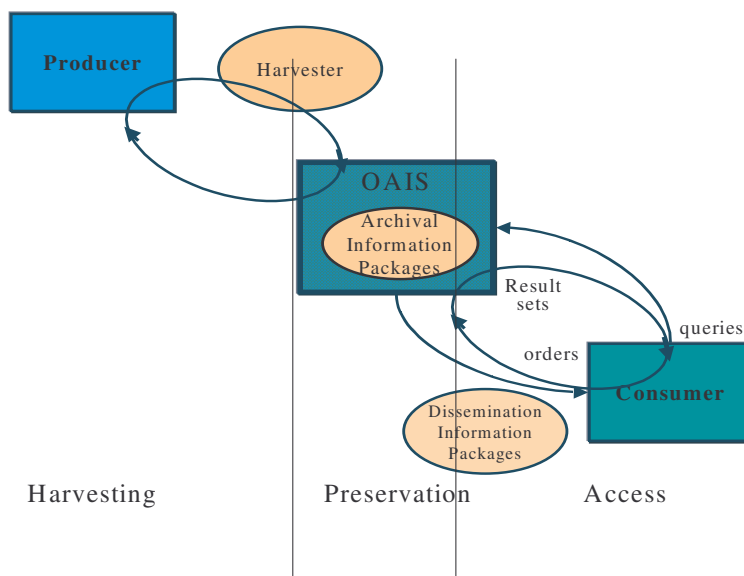 Producer
Harvester
OAIS
Archival
Information
Packages
Result
sets
queries
orders
Consumer
Dissemination
Information
Packages
Harvesting
Preservation
Access